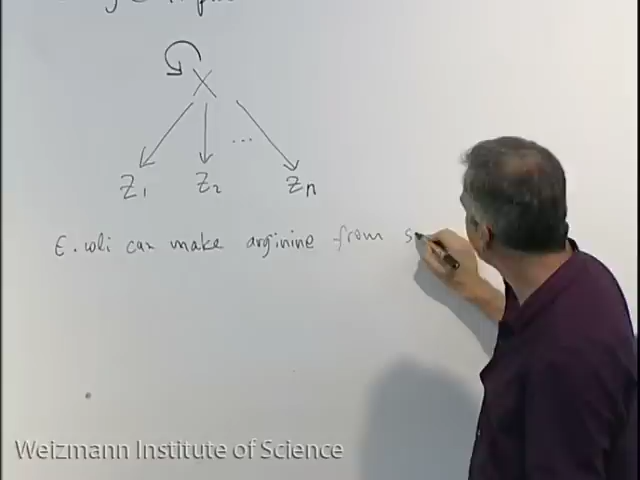 X
Z1 Z2 ... Zn
E. coli can make arginine from s
Weizmann Institute of Science